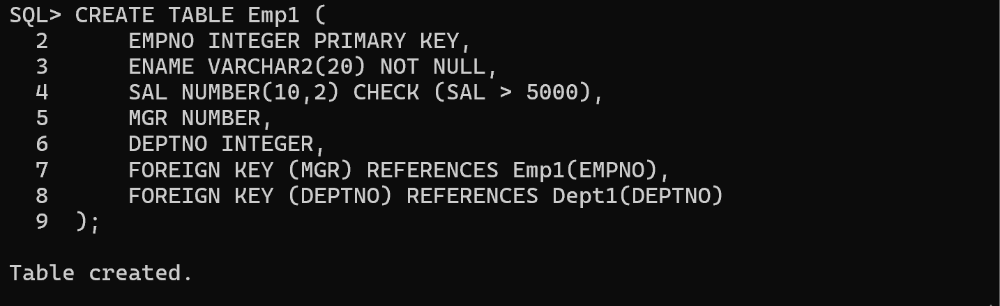 SQL> CREATE TABLE Emp1 (
  2      EMPNO INTEGER PRIMARY KEY,
  3      ENAME VARCHAR2(20) NOT NULL,
  4      SAL NUMBER(10,2) CHECK (SAL > 5000),
  5      MGR NUMBER,
  6      DEPTNO INTEGER,
  7      FOREIGN KEY (MGR) REFERENCES Emp1(EMPNO),
  8      FOREIGN KEY (DEPTNO) REFERENCES Dept1(DEPTNO)
  9  );
Table created.